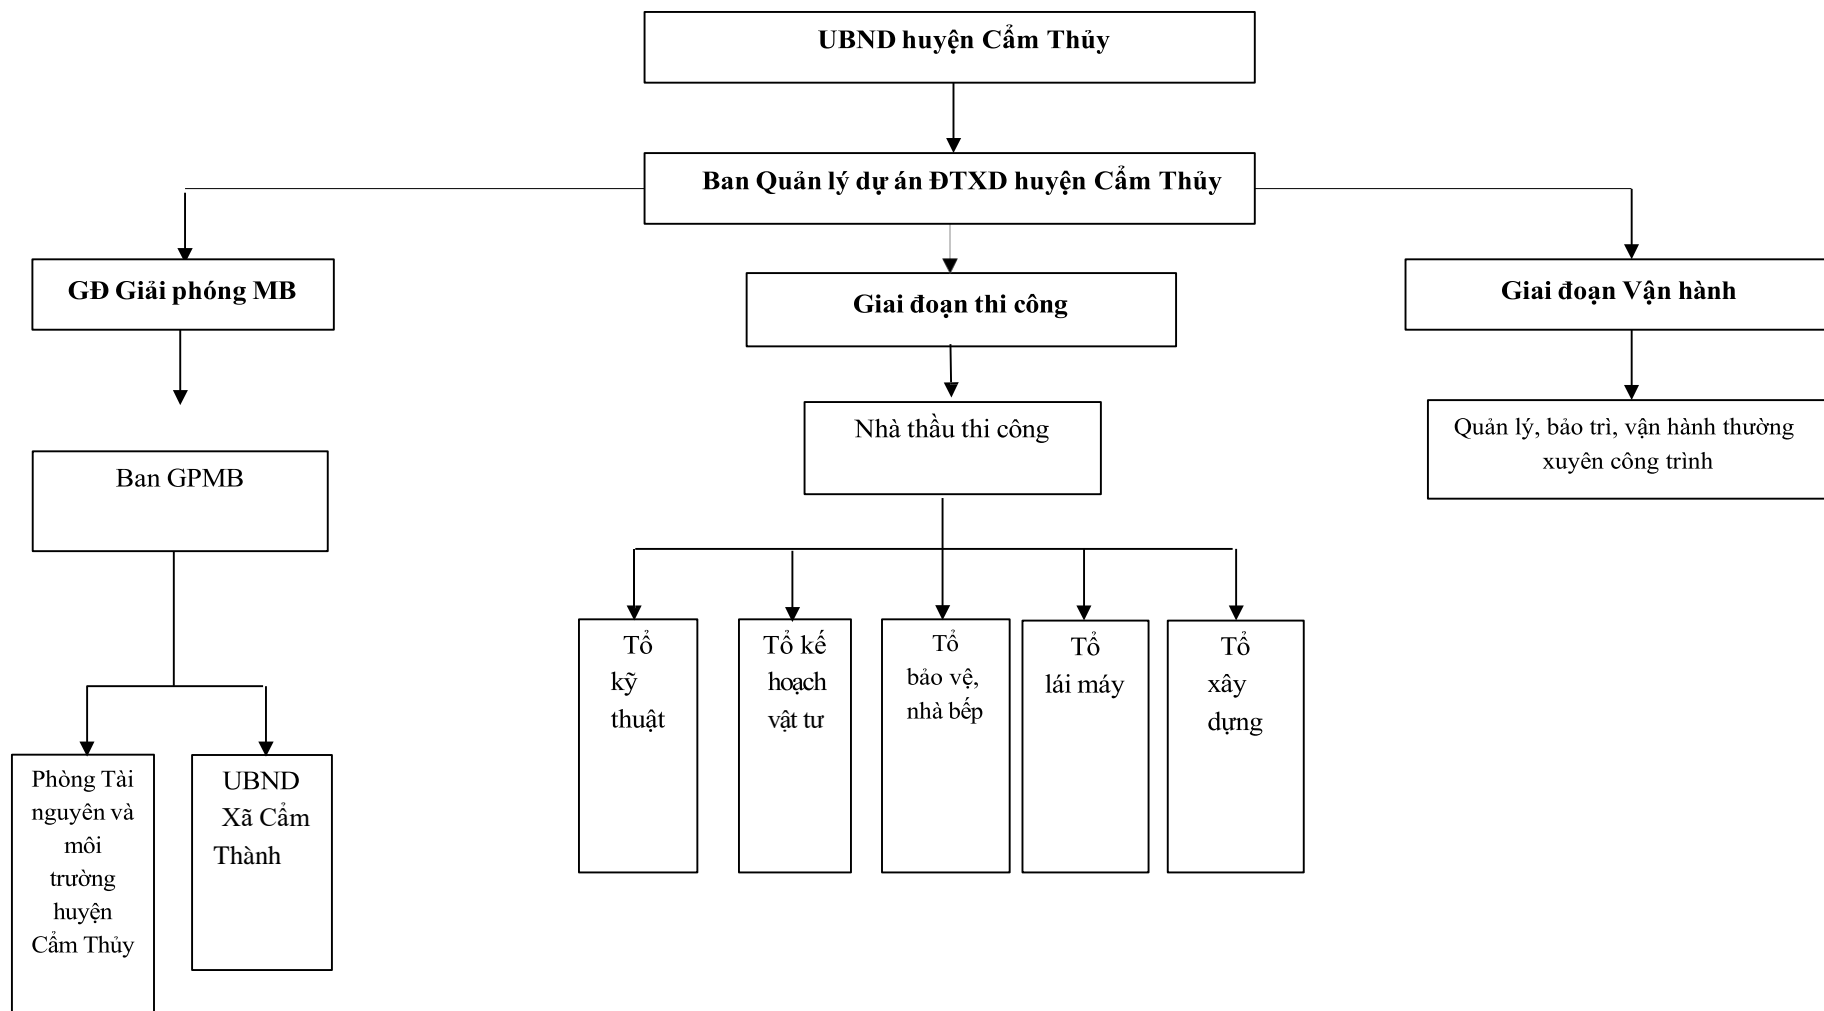 UBND huyện Cẩm Thủy
Ban Quản lý dự án ĐTXD huyện Cẩm Thủy
GĐ Giải phóng MB
Giai đoạn thi công
Giai đoạn Vận hành
Ban GPMB
Nhà thầu thi công
Quản lý, bảo trì, vận hành thường
xuyên công trình
Tổ
kỹ
thuật
Tổ kế
hoạch
vật tư
Tổ
bảo vệ,
nhà bếp
Tổ
lái máy
Tổ
xây
dựng
Phòng Tài
nguyên và
môi
trường
huyện
Cẩm Thủy
UBND
Xã Cẩm
Thành